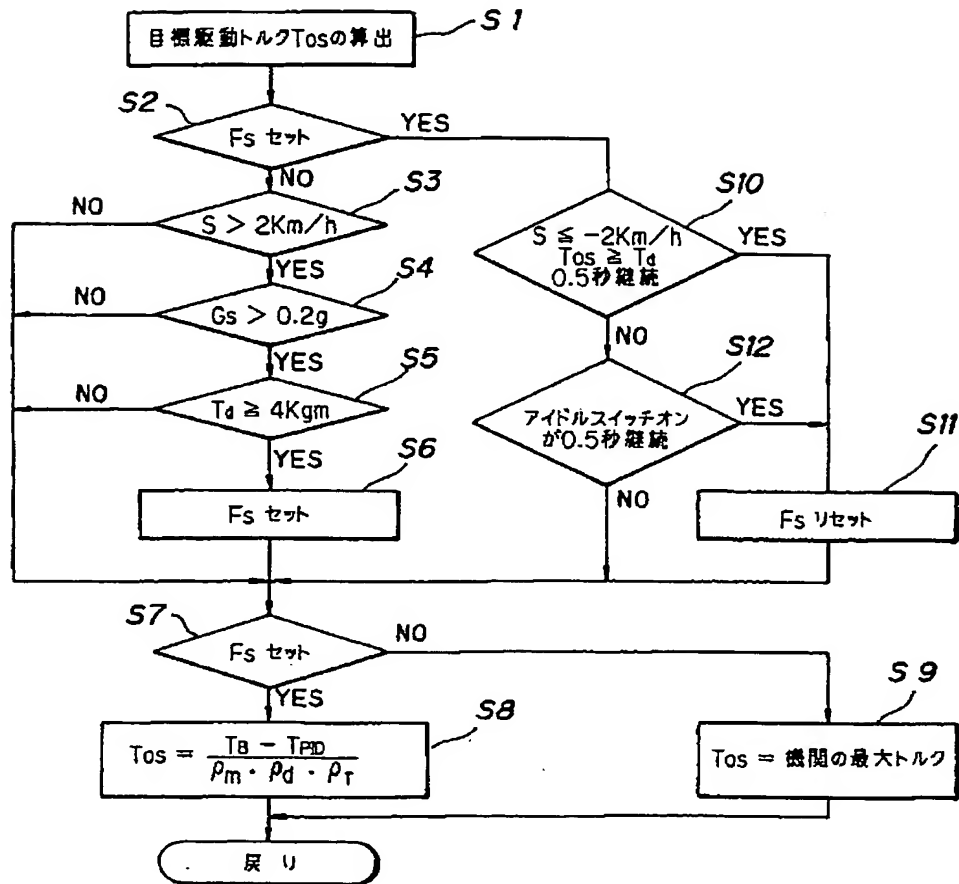 目標駆動トルクTosの算出
S1
S2
Fs セット
YES
NO
S3
NO
S > 2Km/h
YES
S4
NO
Gs > 0.2g
YES
S5
NO
Td ≧ 4Kgm
YES
S6
Fs セット
S10
S ≦ -2Km/h
Tos ≧ Td
0.5秒継続
YES
NO
S12
アイドルスイッチオン
が0.5秒継続
YES
NO
S11
Fs リセット
S7
Fs セット
NO
YES
S8
Tos = (TB - TPID) / (ρm・ρd・ρT)
S9
Tos = 機関の最大トルク
戻り